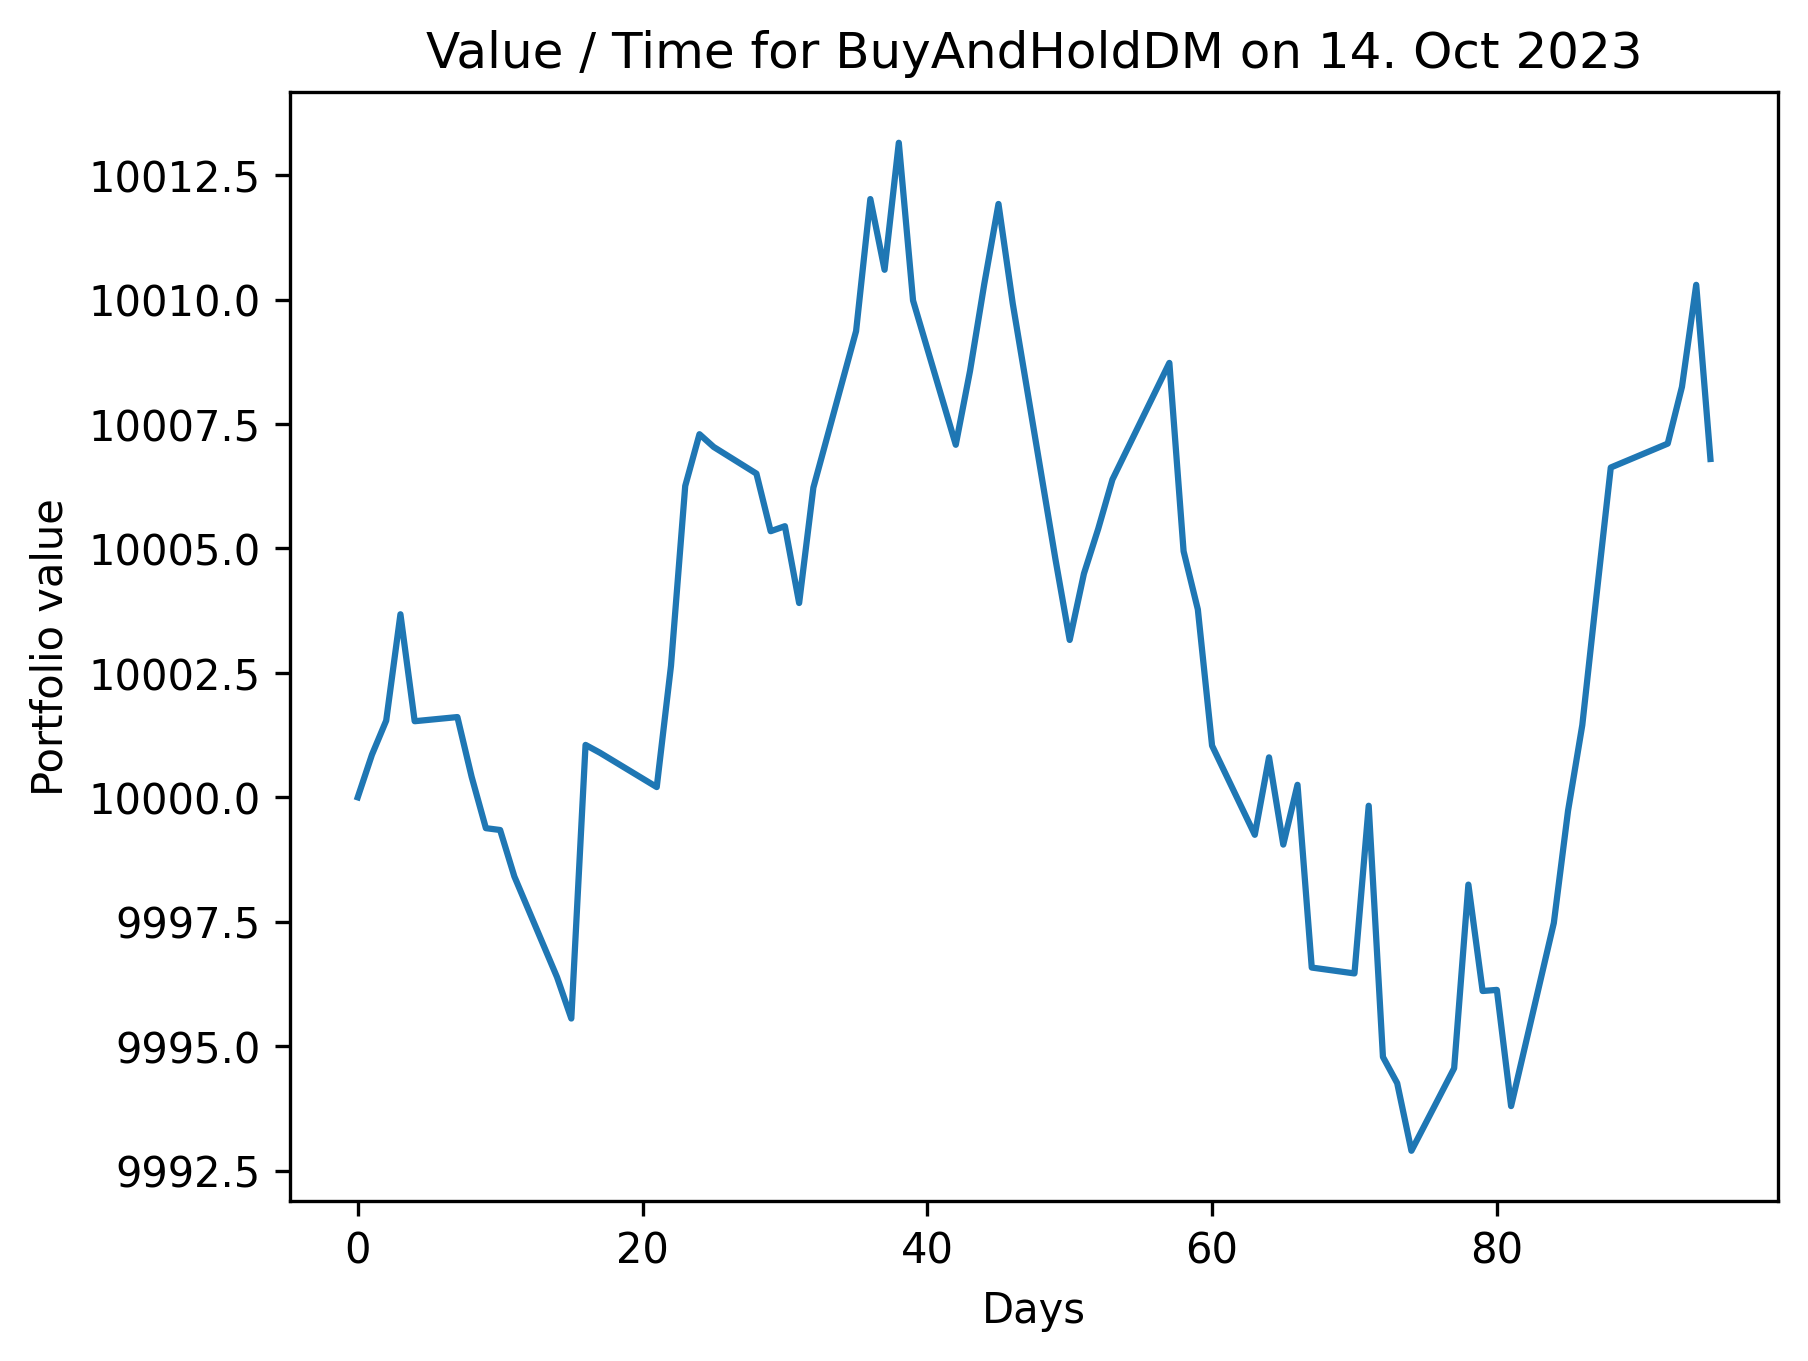 Value / Time for BuyAndHoldDM on 14. Oct 2023
10012.5
10010.0
10007.5
10005.0
10002.5
10000.0
9997.5
9995.0
9992.5
Portfolio value
0 20 40 60 80
Days